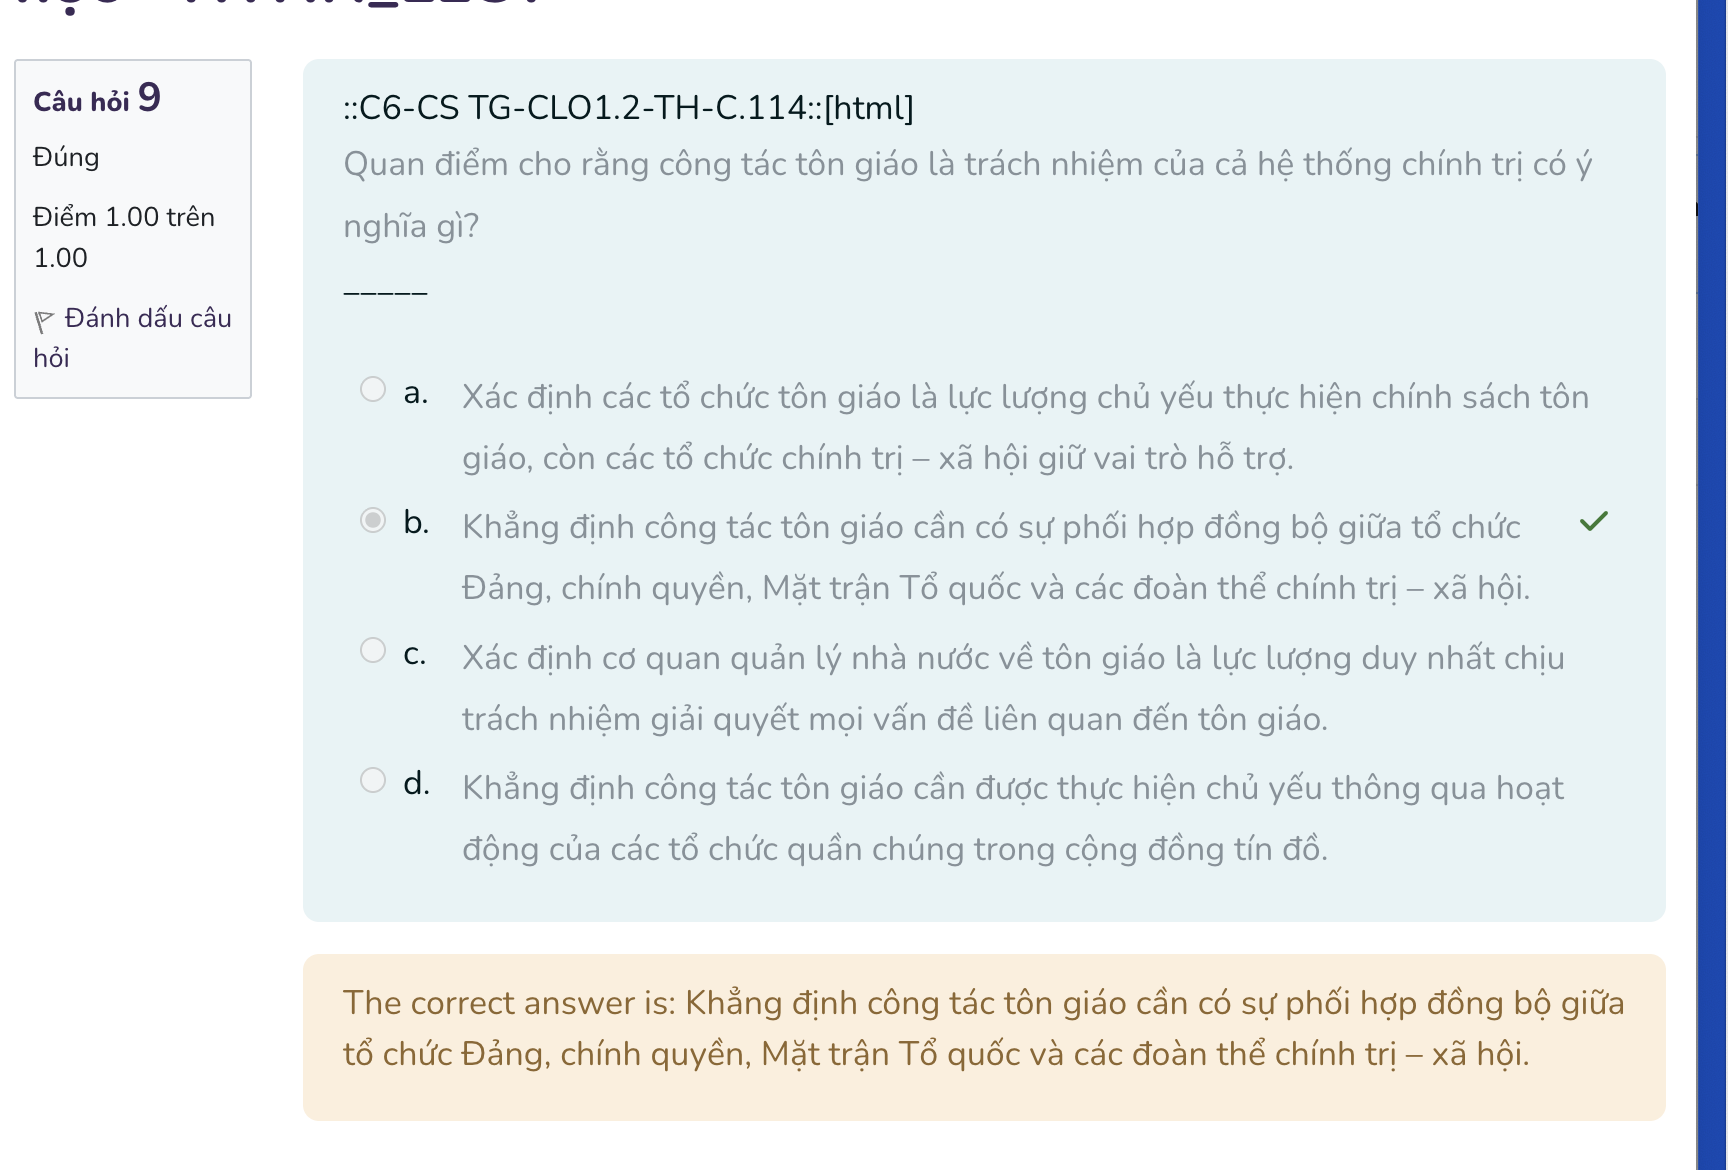 Câu hỏi 9
Đúng
Điểm 1.00 trên
1.00
Đánh dấu câu
hỏi
::C6-CS TG-CLO1.2-TH-C.114::[html]
Quan điểm cho rằng công tác tôn giáo là trách nhiệm của cả hệ thống chính trị có ý
nghĩa gì?
_____
a. Xác định các tổ chức tôn giáo là lực lượng chủ yếu thực hiện chính sách tôn
giáo, còn các tổ chức chính trị – xã hội giữ vai trò hỗ trợ.
b. Khẳng định công tác tôn giáo cần có sự phối hợp đồng bộ giữa tổ chức
Đảng, chính quyền, Mặt trận Tổ quốc và các đoàn thể chính trị – xã hội.
c. Xác định cơ quan quản lý nhà nước về tôn giáo là lực lượng duy nhất chịu
trách nhiệm giải quyết mọi vấn đề liên quan đến tôn giáo.
d. Khẳng định công tác tôn giáo cần được thực hiện chủ yếu thông qua hoạt
động của các tổ chức quần chúng trong cộng đồng tín đồ.
The correct answer is: Khẳng định công tác tôn giáo cần có sự phối hợp đồng bộ giữa
tổ chức Đảng, chính quyền, Mặt trận Tổ quốc và các đoàn thể chính trị – xã hội.